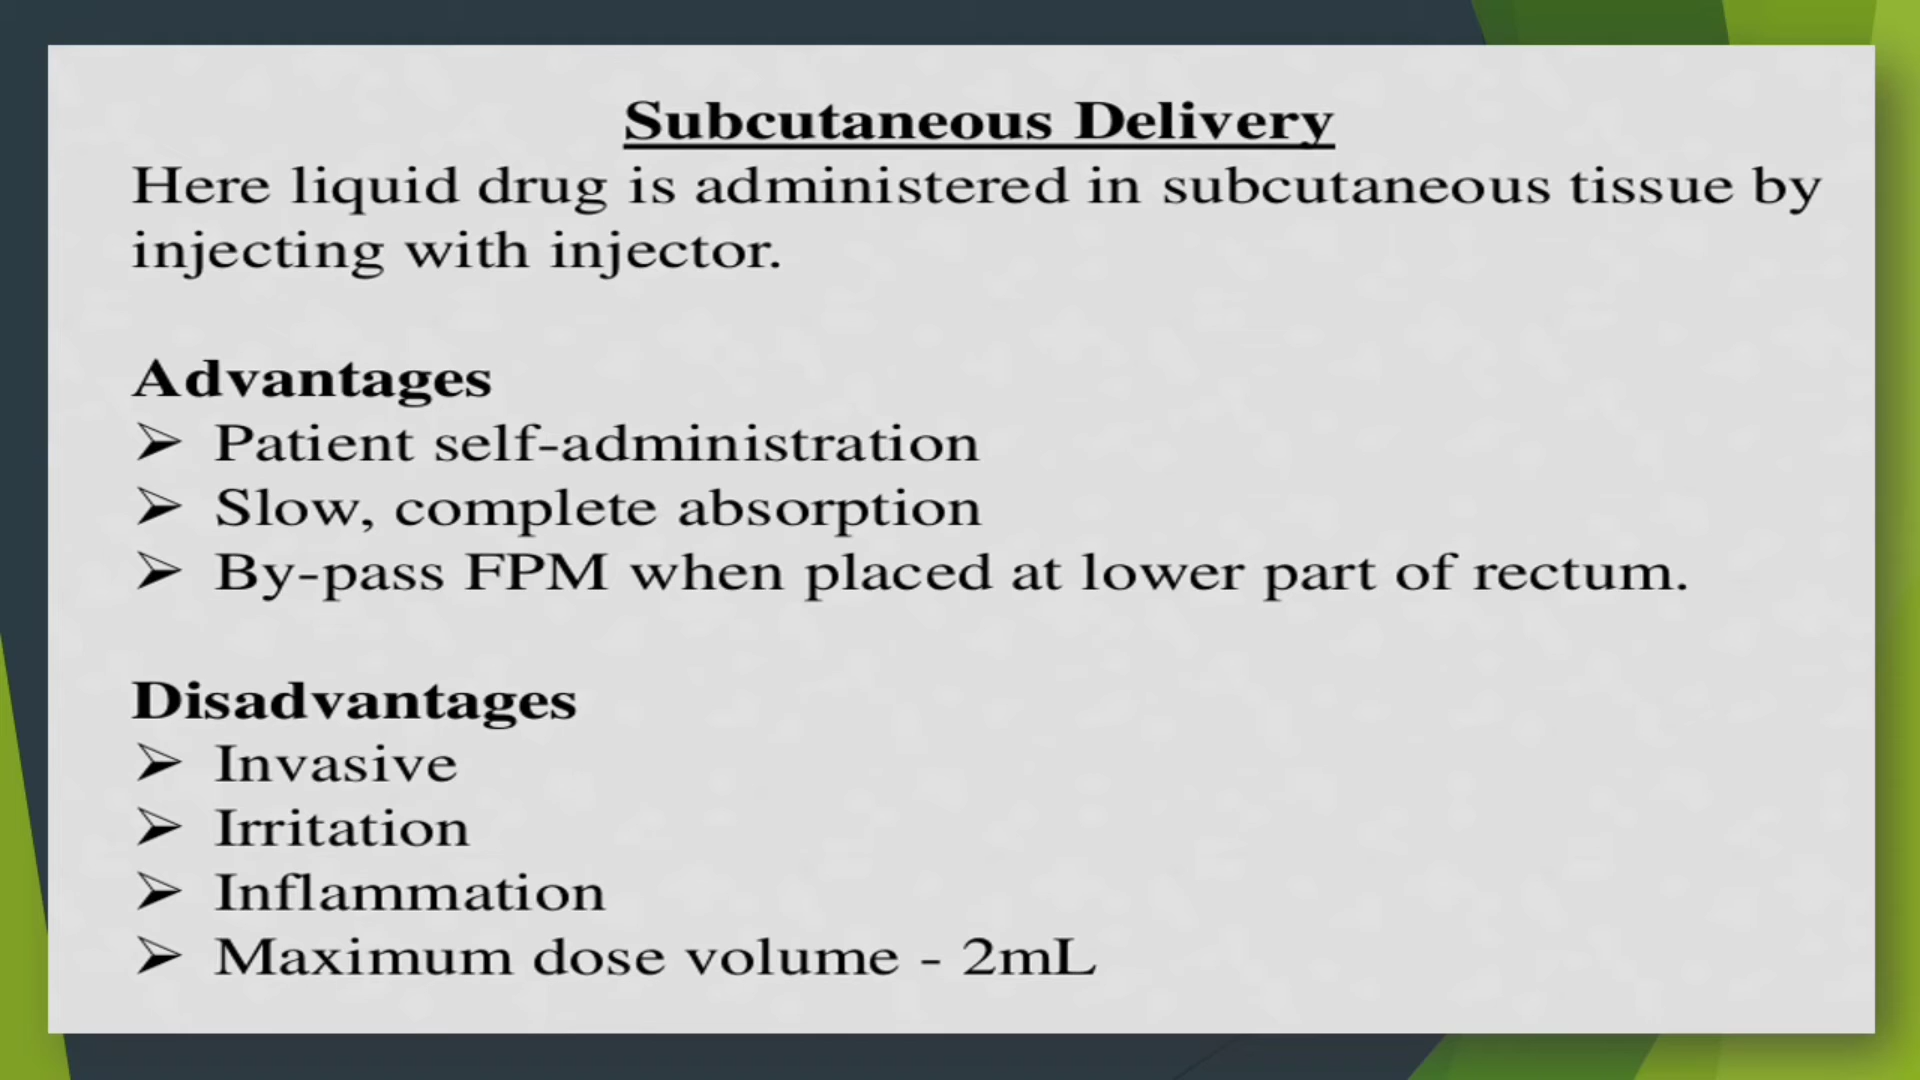 Subcutaneous Delivery
Here liquid drug is administered in subcutaneous tissue by
injecting with injector.
Advantages
➢ Patient self-administration
➢ Slow, complete absorption
➢ By-pass FPM when placed at lower part of rectum.
Disadvantages
➢ Invasive
➢ Irritation
➢ Inflammation
➢ Maximum dose volume - 2mL